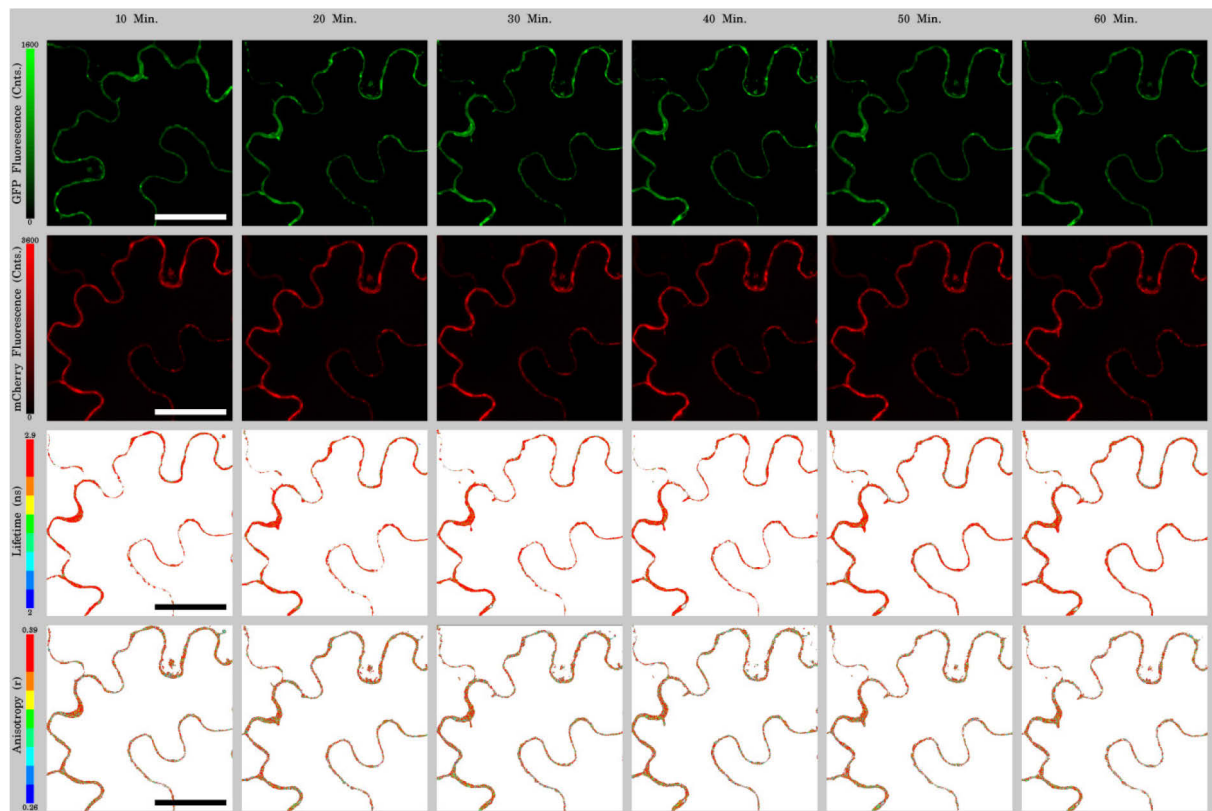 10 Min. 20 Min. 30 Min. 40 Min. 50 Min. 60 Min.
1600
GFP Fluorescence (Cnts.)
0
3600
mCherry Fluorescence (Cnts.)
0
2.9
Lifetime (ns)
2
0.39
Anisotropy (r)
0.26